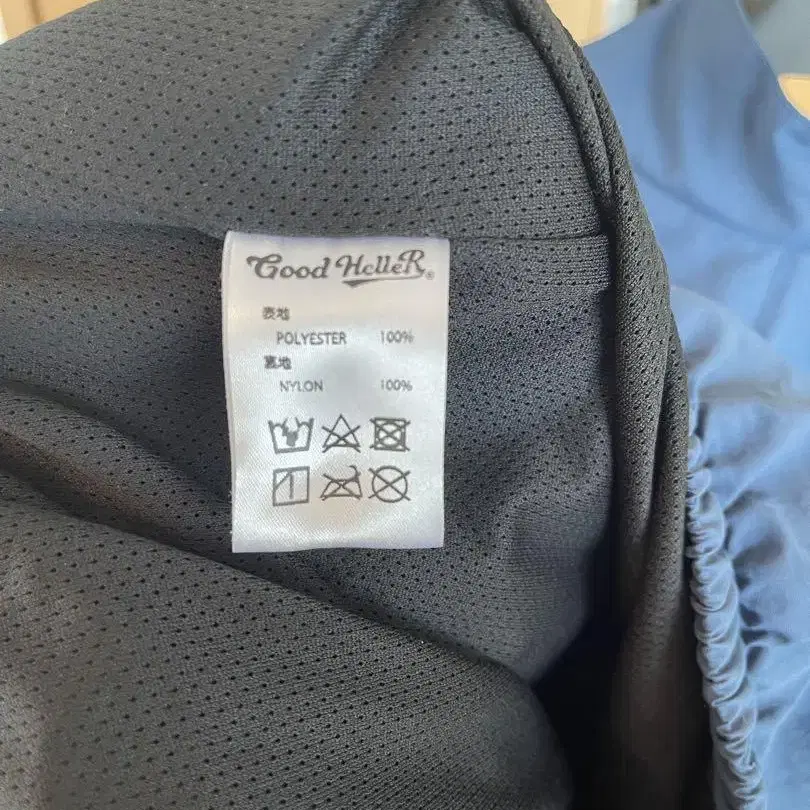 Good HelleR®
表地
POLYESTER 100%
裏地
NYLON 100%